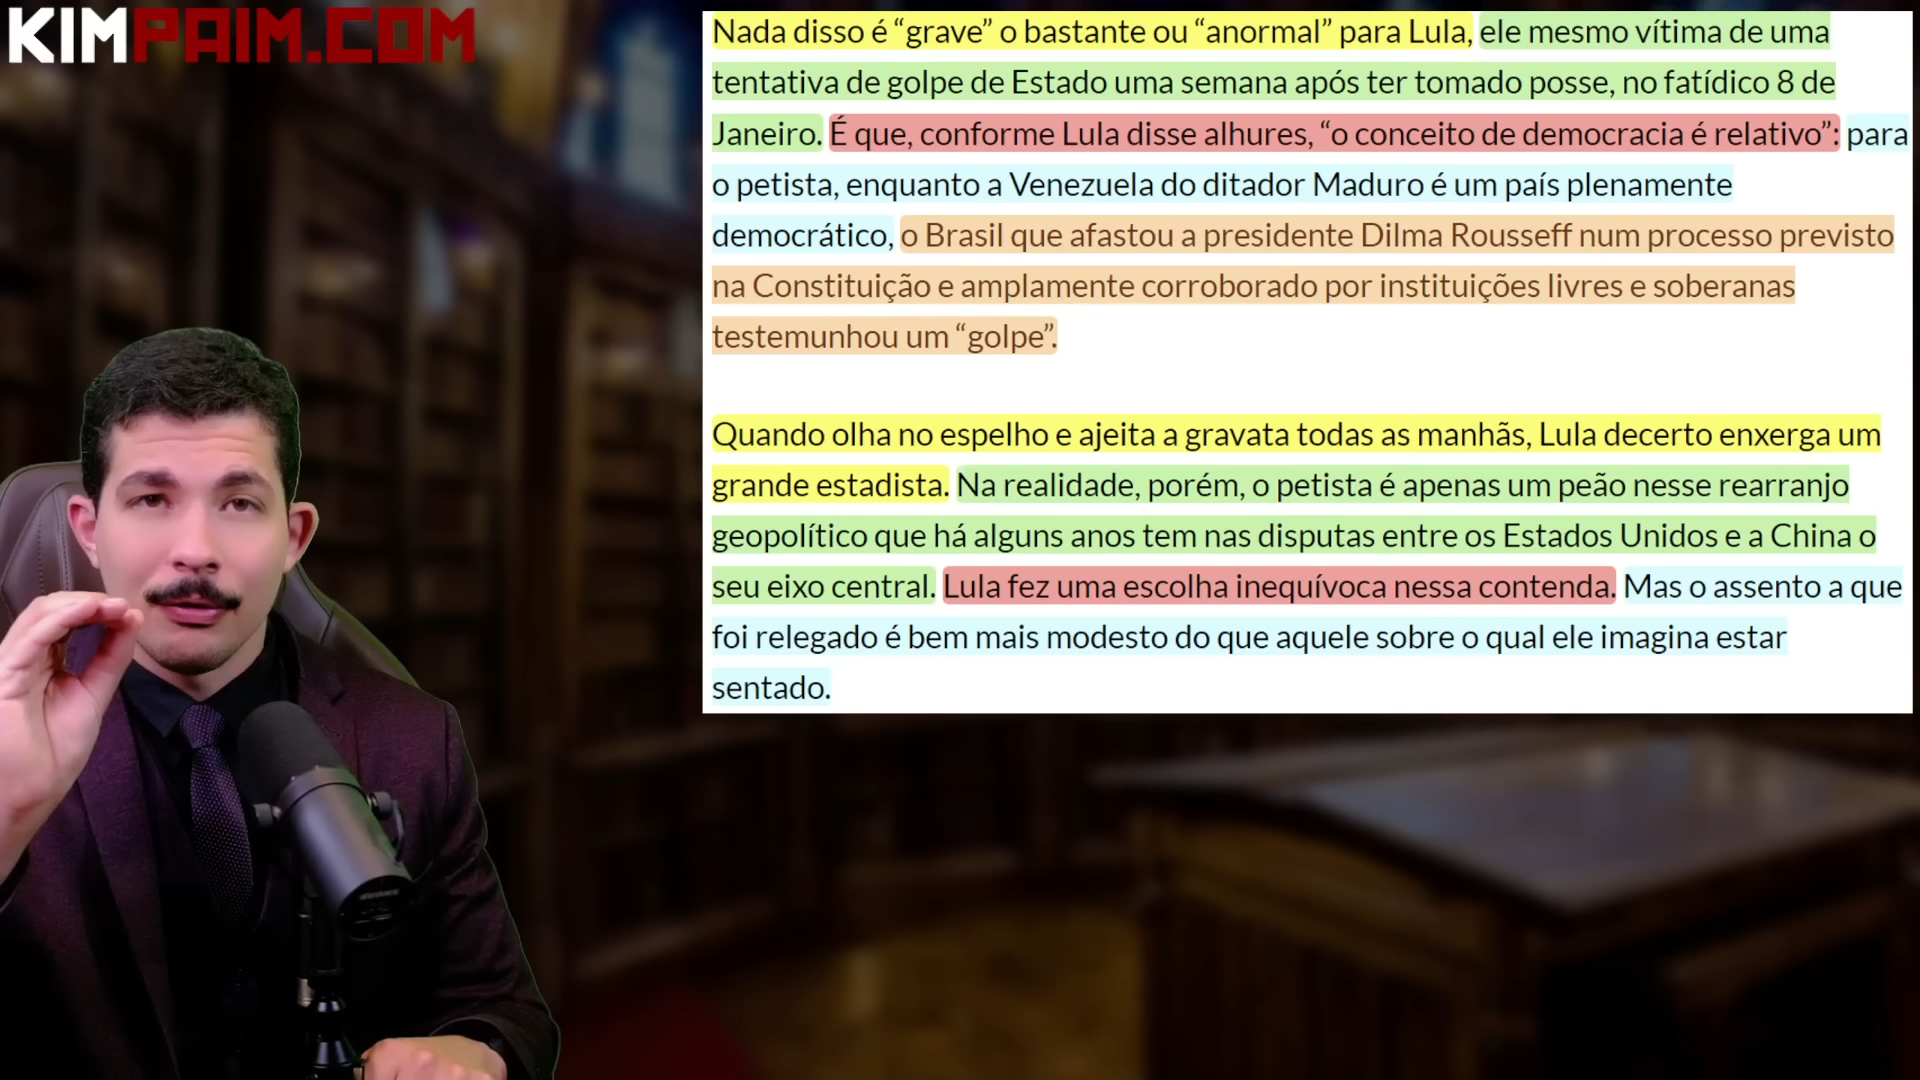 KIMPAIM.COM
Nada disso é “grave” o bastante ou “anormal” para Lula, ele mesmo vítima de uma
tentativa de golpe de Estado uma semana após ter tomado posse, no fatídico 8 de
Janeiro. É que, conforme Lula disse alhures, “o conceito de democracia é relativo”: para
o petista, enquanto a Venezuela do ditador Maduro é um país plenamente
democrático, o Brasil que afastou a presidente Dilma Rousseff num processo previsto
na Constituição e amplamente corroborado por instituições livres e soberanas
testemunhou um “golpe”.
Quando olha no espelho e ajeita a gravata todas as manhãs, Lula decerto enxerga um
grande estadista. Na realidade, porém, o petista é apenas um peão nesse rearranjo
geopolítico que há alguns anos tem nas disputas entre os Estados Unidos e a China o
seu eixo central. Lula fez uma escolha inequívoca nessa contenda. Mas o assento a que
foi relegado é bem mais modesto do que aquele sobre o qual ele imagina estar
sentado.